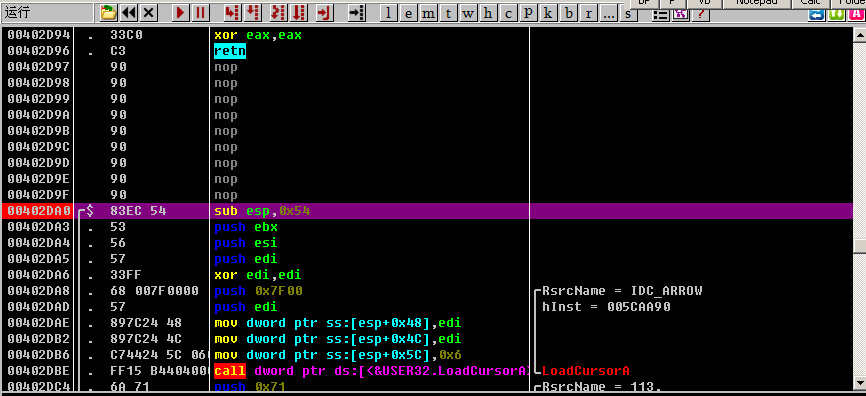 运行 l e m t w h c p k b r ... s BP P VB Notepad Calc Folder
00402D94 . 33C0 xor eax,eax
00402D96 . C3 retn
00402D97 90 nop
00402D98 90 nop
00402D99 90 nop
00402D9A 90 nop
00402D9B 90 nop
00402D9C 90 nop
00402D9D 90 nop
00402D9E 90 nop
00402D9F 90 nop
00402DA0 $ 83EC 54 sub esp,0x54
00402DA3 . 53 push ebx
00402DA4 . 56 push esi
00402DA5 . 57 push edi
00402DA6 . 33FF xor edi,edi
00402DA8 . 68 007F0000 push 0x7F00 RsrcName = IDC_ARROW
00402DAD . 57 push edi hInst = 005CAA90
00402DAE . 897C24 48 mov dword ptr ss:[esp+0x48],edi
00402DB2 . 897C24 4C mov dword ptr ss:[esp+0x4C],edi
00402DB6 . C74424 5C 06 mov dword ptr ss:[esp+0x5C],0x6
00402DBE . FF15 B4404000 call dword ptr ds:[<&USER32.LoadCursorA> LoadCursorA
00402DC4 . 6A 71 push 0x71 RsrcName = 113.